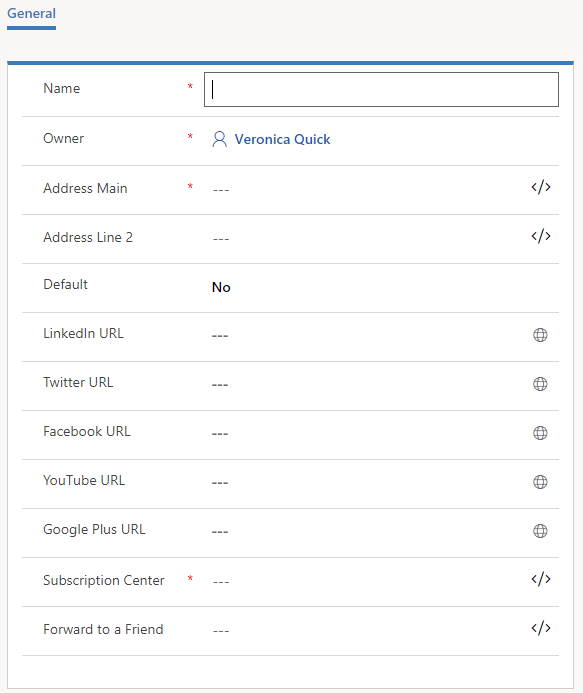 General
Name *
Owner * Veronica Quick
Address Main * ---
Address Line 2 ---
Default No
LinkedIn URL ---
Twitter URL ---
Facebook URL ---
YouTube URL ---
Google Plus URL ---
Subscription Center * ---
Forward to a Friend ---